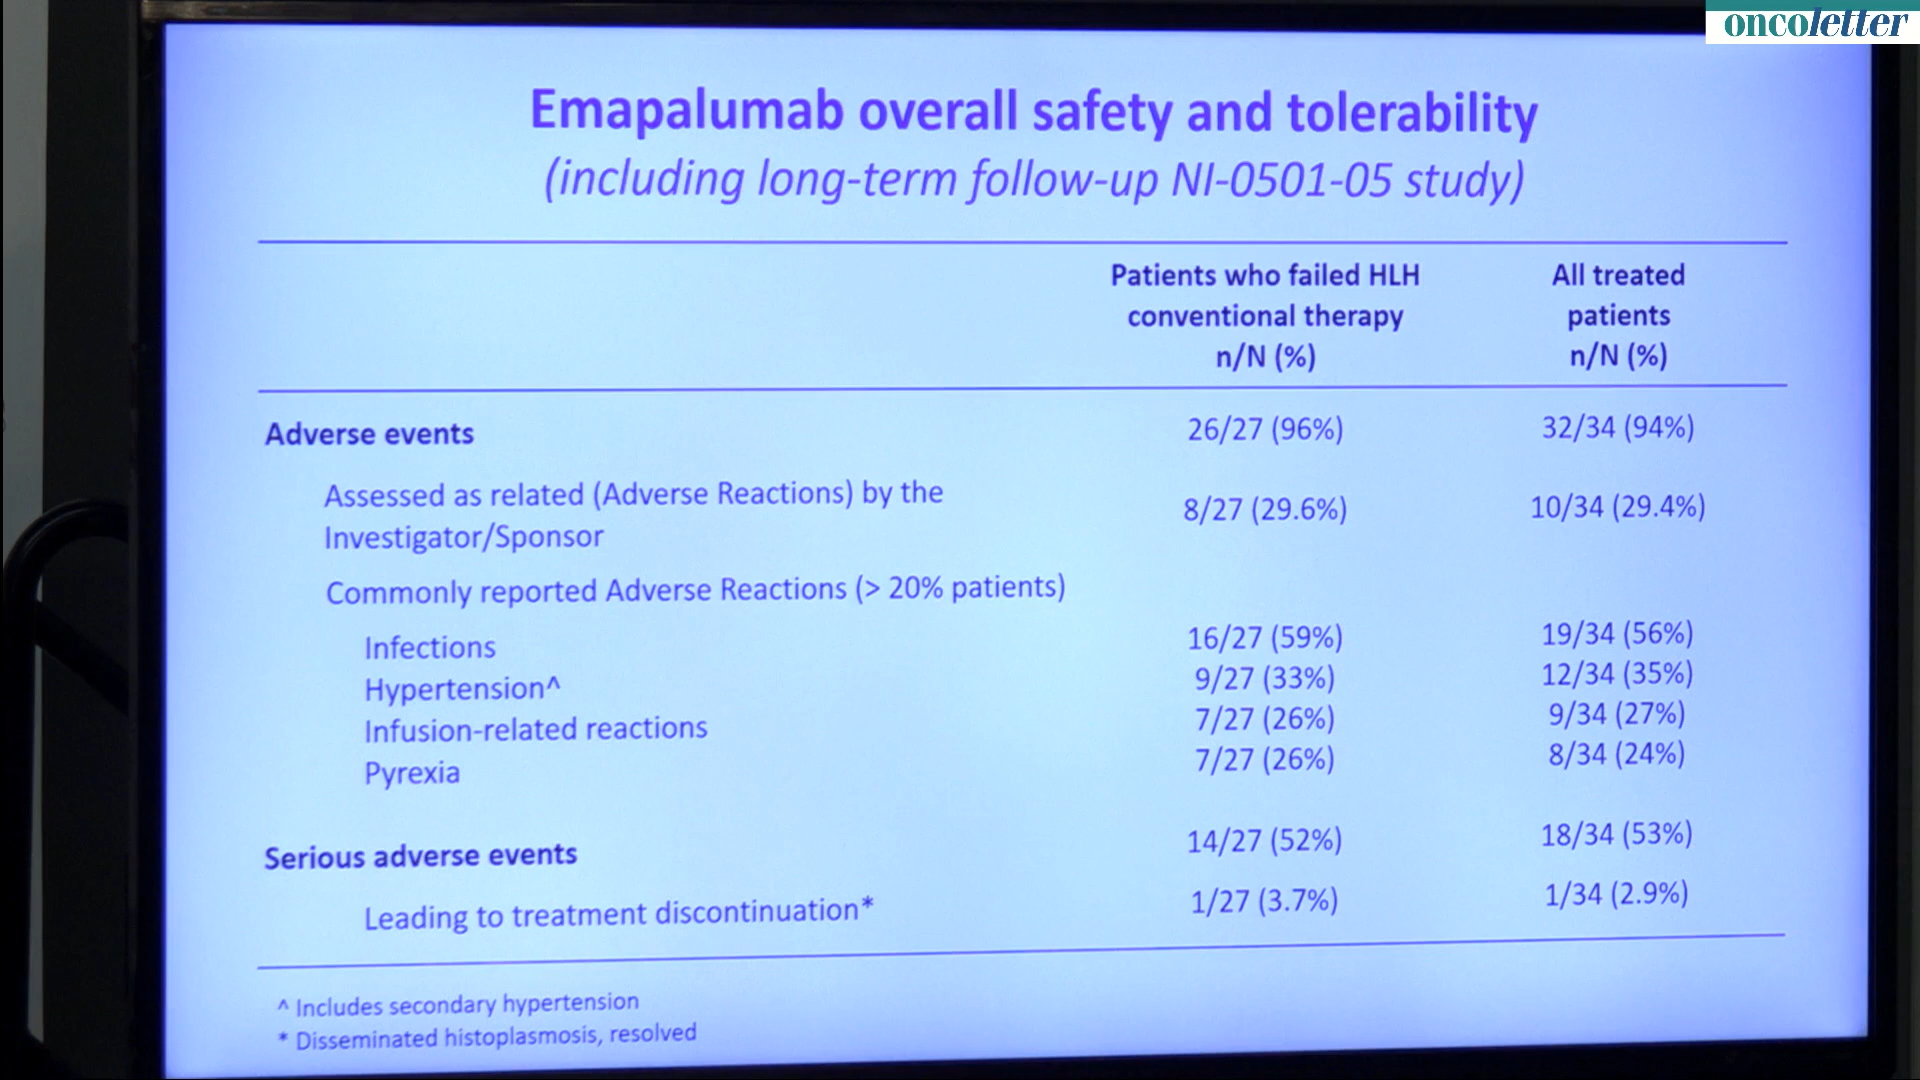 oncoletter
Emapalumab overall safety and tolerability
(including long-term follow-up NI-0501-05 study)
Patients who failed HLH
conventional therapy
n/N (%)
All treated
patients
n/N (%)
Adverse events 26/27 (96%) 32/34 (94%)
Assessed as related (Adverse Reactions) by the
Investigator/Sponsor 8/27 (29.6%) 10/34 (29.4%)
Commonly reported Adverse Reactions (> 20% patients)
Infections 16/27 (59%) 19/34 (56%)
Hypertension^ 9/27 (33%) 12/34 (35%)
Infusion-related reactions 7/27 (26%) 9/34 (27%)
Pyrexia 7/27 (26%) 8/34 (24%)
Serious adverse events 14/27 (52%) 18/34 (53%)
Leading to treatment discontinuation* 1/27 (3.7%) 1/34 (2.9%)
^ Includes secondary hypertension
* Disseminated histoplasmosis, resolved